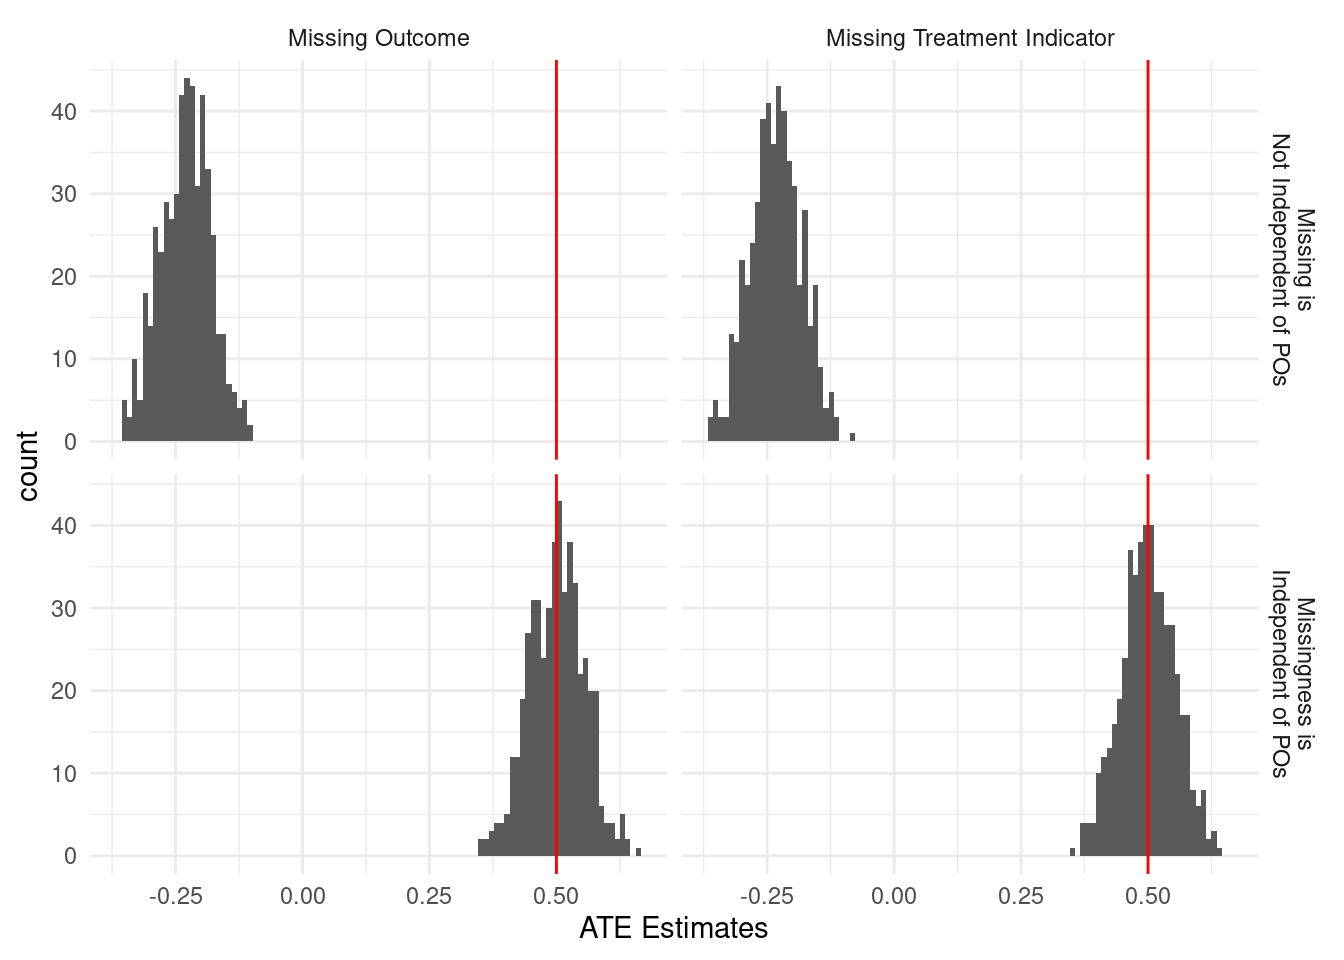 Missing Outcome
Missing Treatment Indicator
40
30
20
10
0
Missing is
Not Independent of POs
count
40
30
20
10
0
Missingness is
Independent of POs
-0.25
0.00
0.25
0.50
-0.25
0.00
0.25
0.50
ATE Estimates